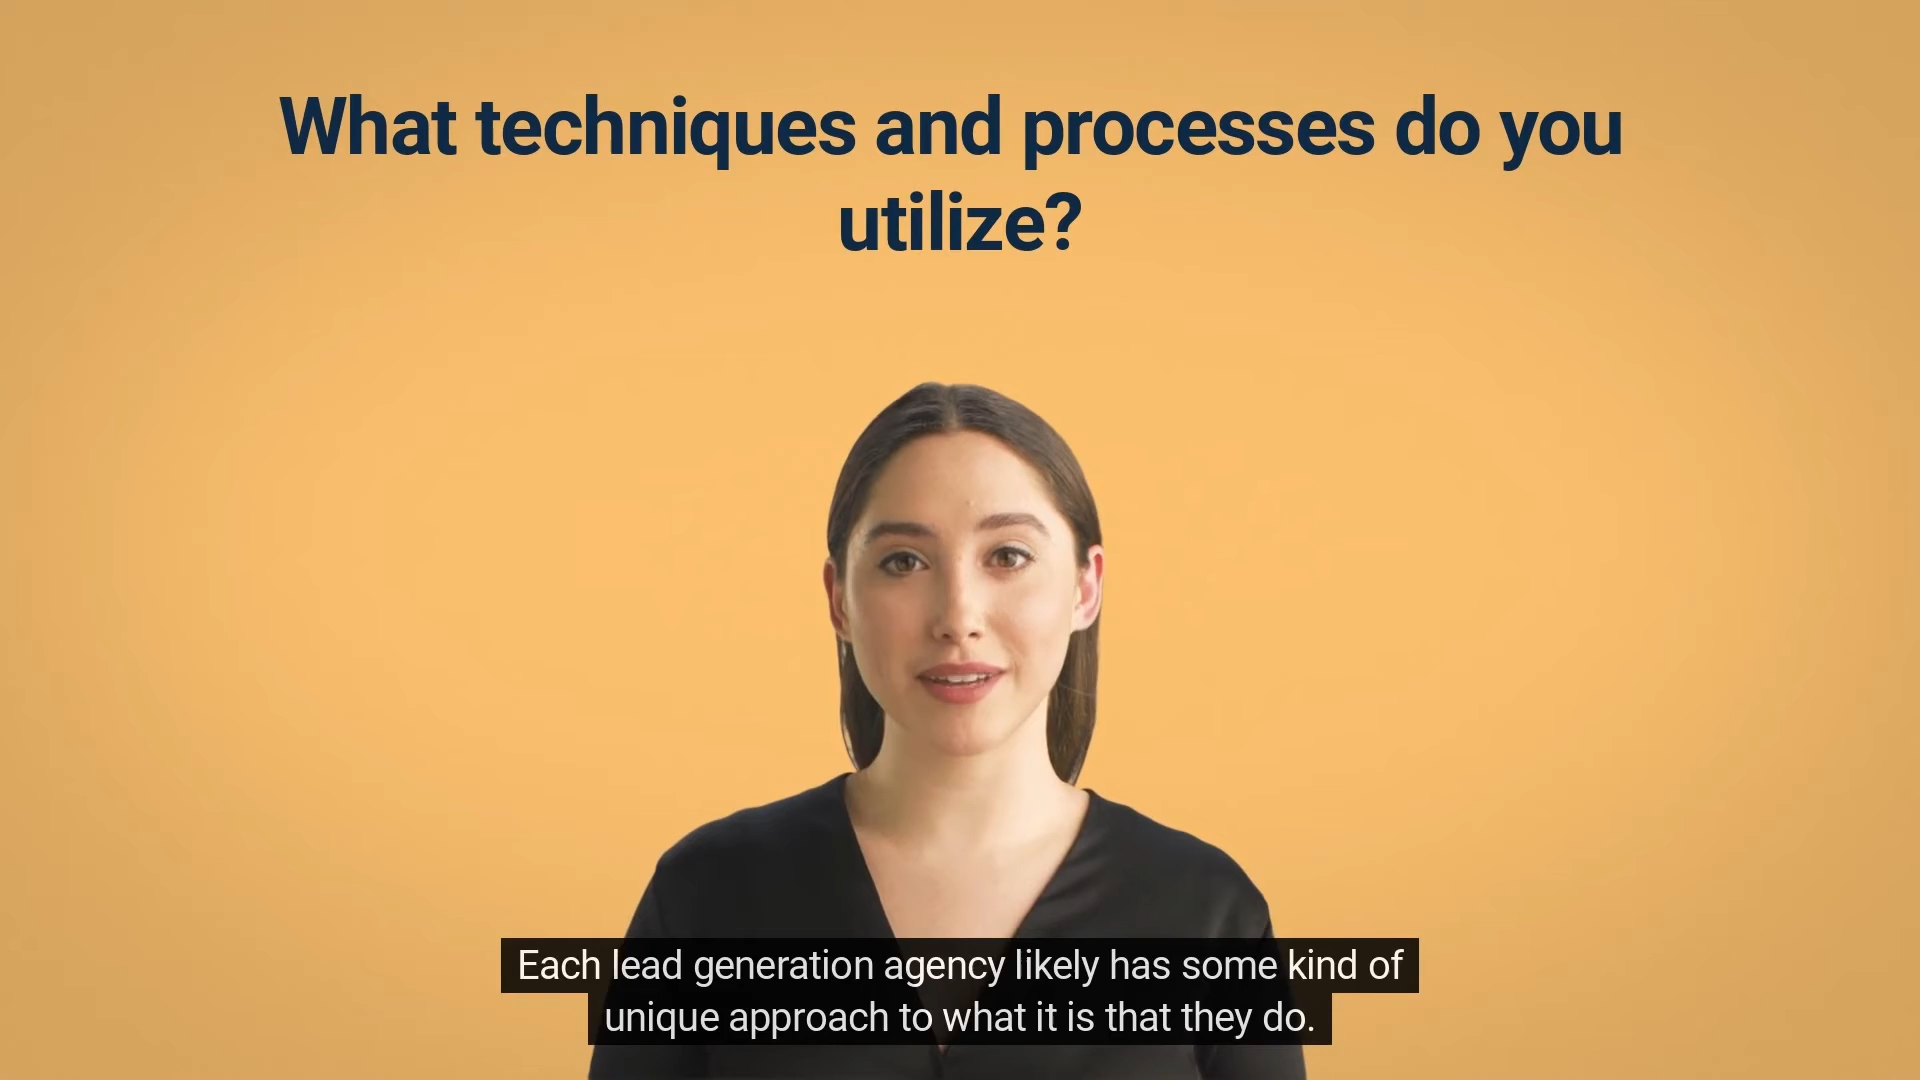 What techniques and processes do you
utilize?
Each lead generation agency likely has some kind of
unique approach to what it is that they do.